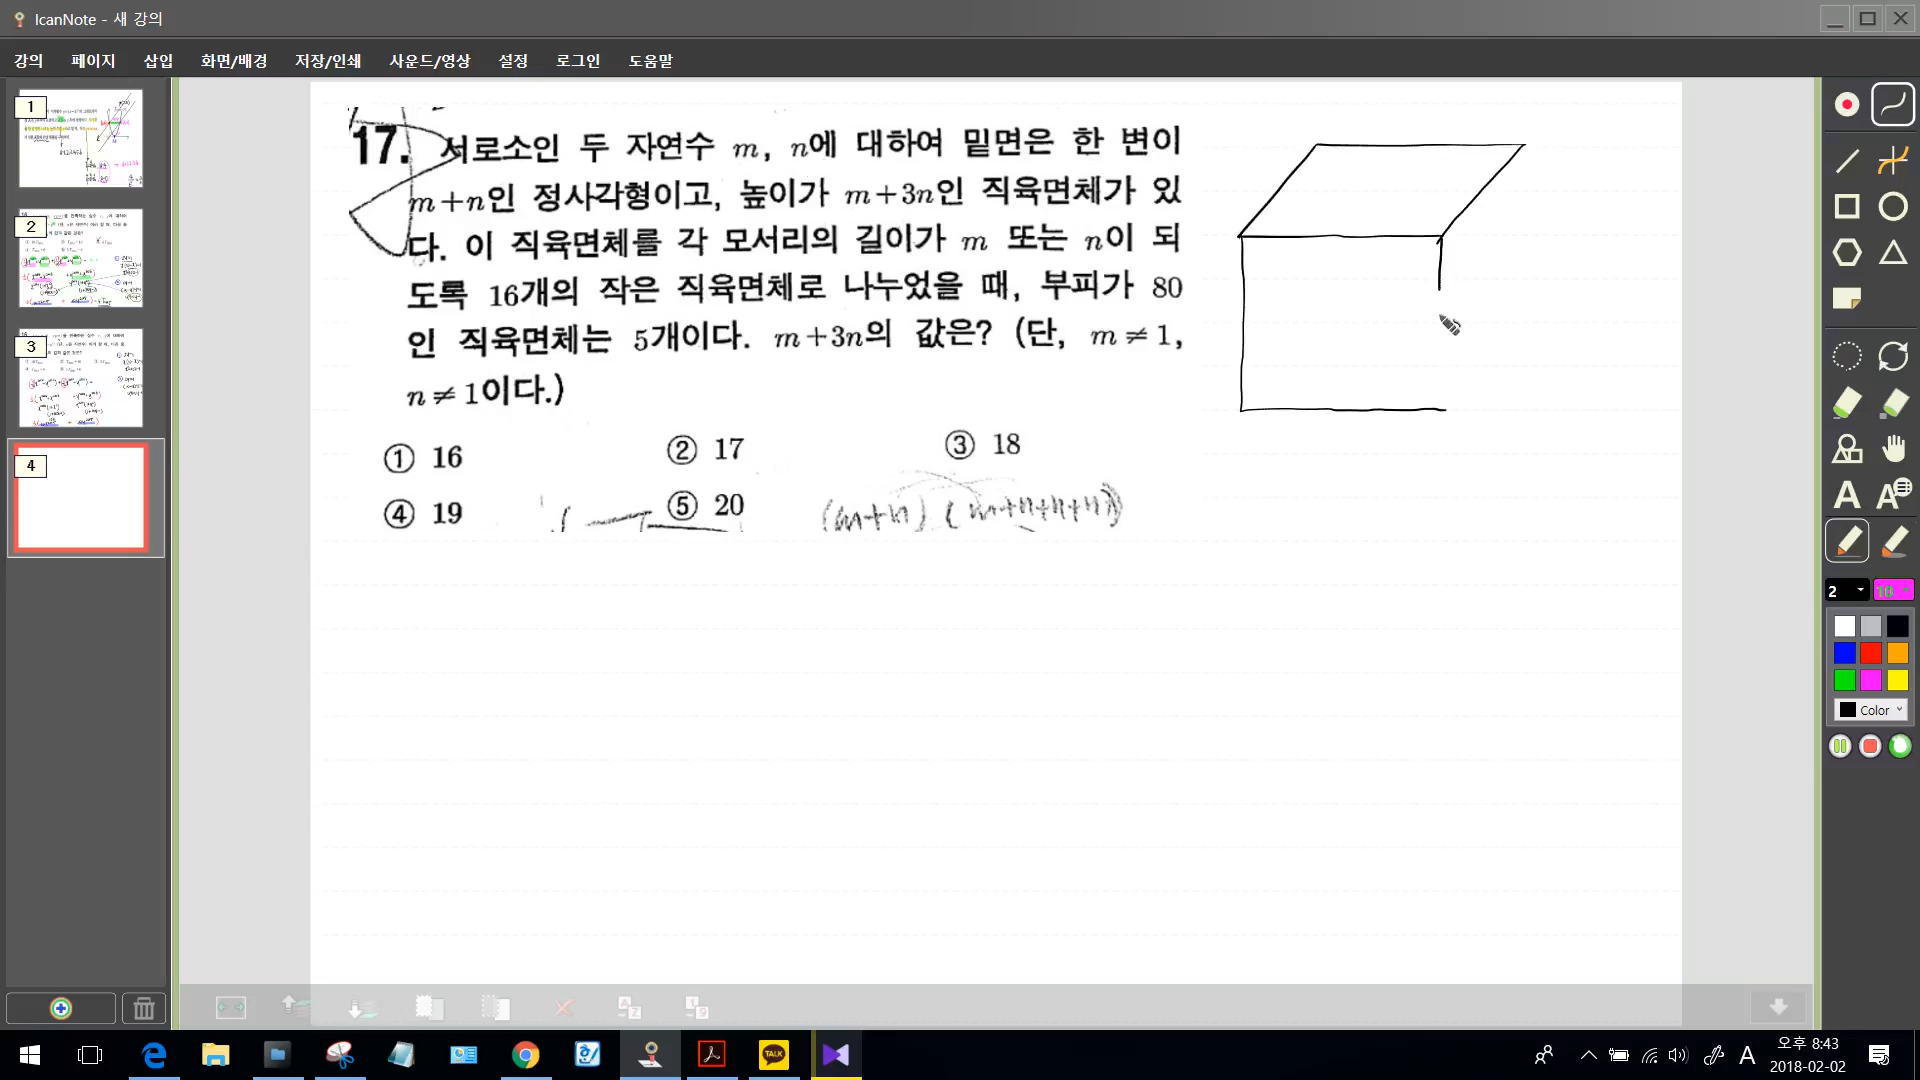 IcanNote - 새 강의
강의 페이지 삽입 화면/배경 저장/인쇄 사운드/영상 설정 로그인 도움말
1
2
3
4
17. 서로소인 두 자연수 m, n에 대하여 밑면은 한 변이
m+n인 정사각형이고, 높이가 m+3n인 직육면체가 있
다. 이 직육면체를 각 모서리의 길이가 m 또는 n이 되
도록 16개의 작은 직육면체로 나누었을 때, 부피가 80
인 직육면체는 5개이다. m+3n의 값은? (단, m≠1,
n≠1이다.)
① 16 ② 17 ③ 18
④ 19 ⑤ 20
(m+n) (m+n+n+n)
2 10
Color
A
오후 8:43
2018-02-02